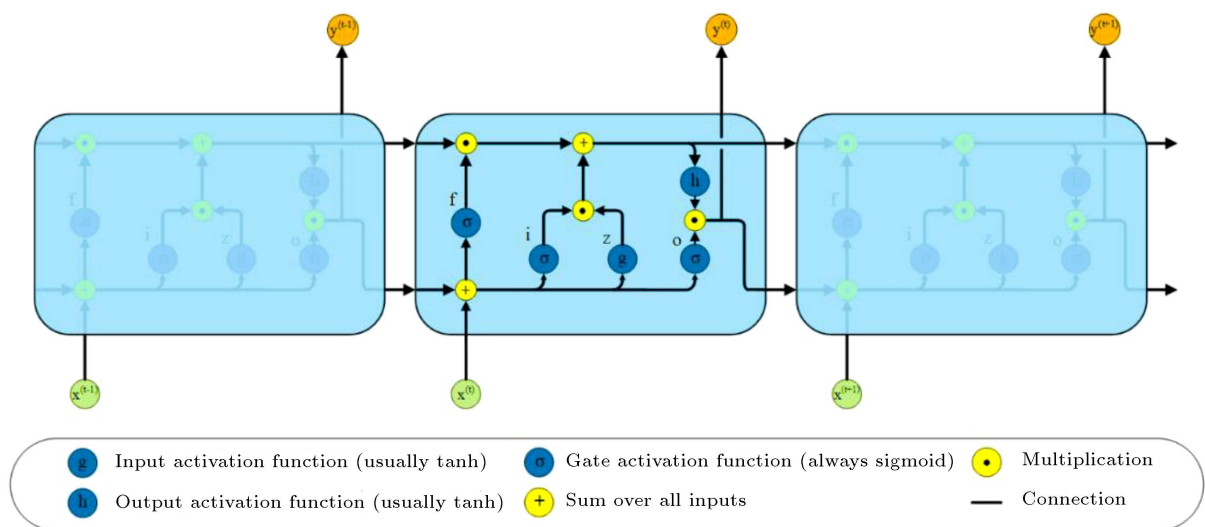 y(t-1) y(t) y(t+1)
h h h
f f f
σ σ σ
i z o i z o i z o
σ g σ σ g σ σ g σ
x(t-1) x(t) x(t+1)
g Input activation function (usually tanh) σ Gate activation function (always sigmoid) Multiplication
h Output activation function (usually tanh) + Sum over all inputs Connection